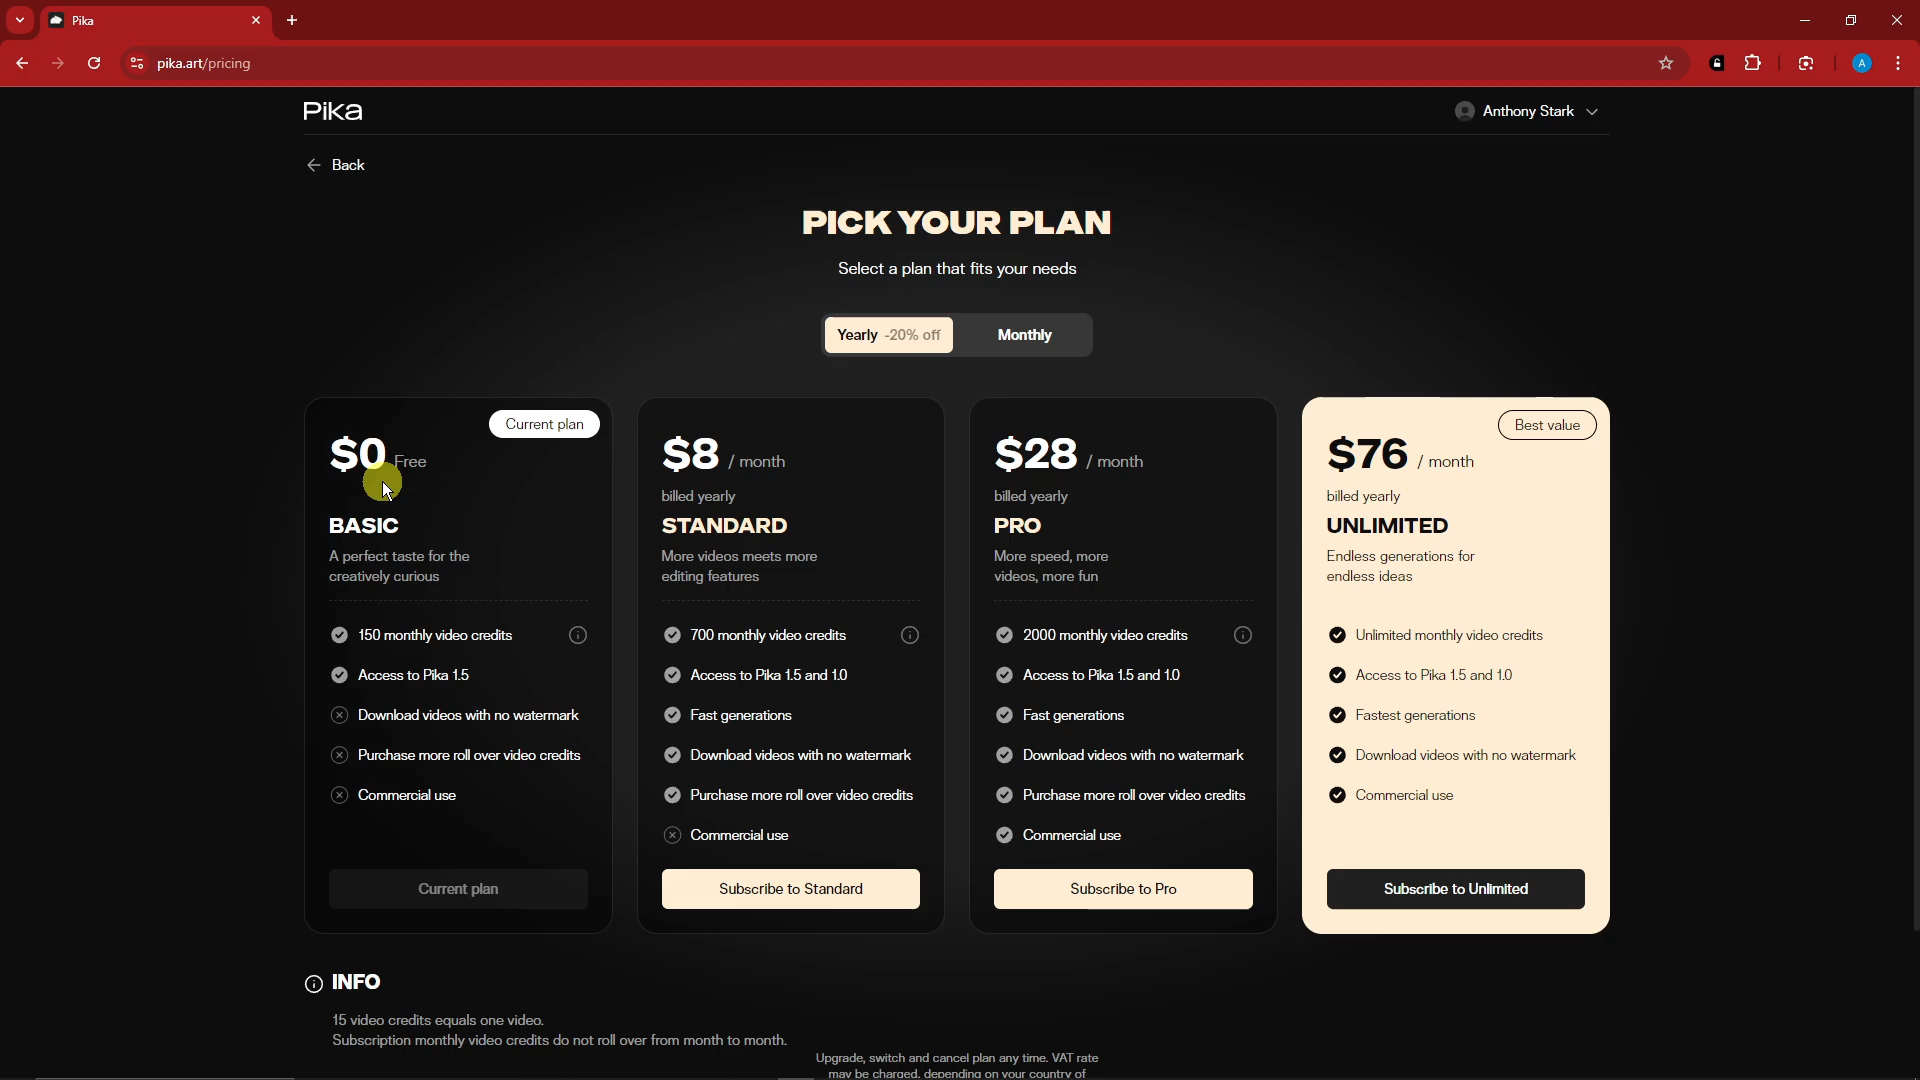 Pika
pika.art/pricing
A
Pika
Anthony Stark
Back
PICK YOUR PLAN
Select a plan that fits your needs
Yearly -20% off
Monthly
Current plan
$0 Free
BASIC
A perfect taste for the
creatively curious
150 monthly video credits
Access to Pika 1.5
Download videos with no watermark
Purchase more roll over video credits
Commercial use
Current plan
$8 / month
billed yearly
STANDARD
More videos meets more
editing features
700 monthly video credits
Access to Pika 1.5 and 1.0
Fast generations
Download videos with no watermark
Purchase more roll over video credits
Commercial use
Subscribe to Standard
$28 / month
billed yearly
PRO
More speed, more
videos, more fun
2000 monthly video credits
Access to Pika 1.5 and 1.0
Fast generations
Download videos with no watermark
Purchase more roll over video credits
Commercial use
Subscribe to Pro
Best value
$76 / month
billed yearly
UNLIMITED
Endless generations for
endless ideas
Unlimited monthly video credits
Access to Pika 1.5 and 1.0
Fastest generations
Download videos with no watermark
Commercial use
Subscribe to Unlimited
INFO
15 video credits equals one video.
Subscription monthly video credits do not roll over from month to month.
Upgrade, switch and cancel plan any time. VAT rate
may be charged, depending on your country of